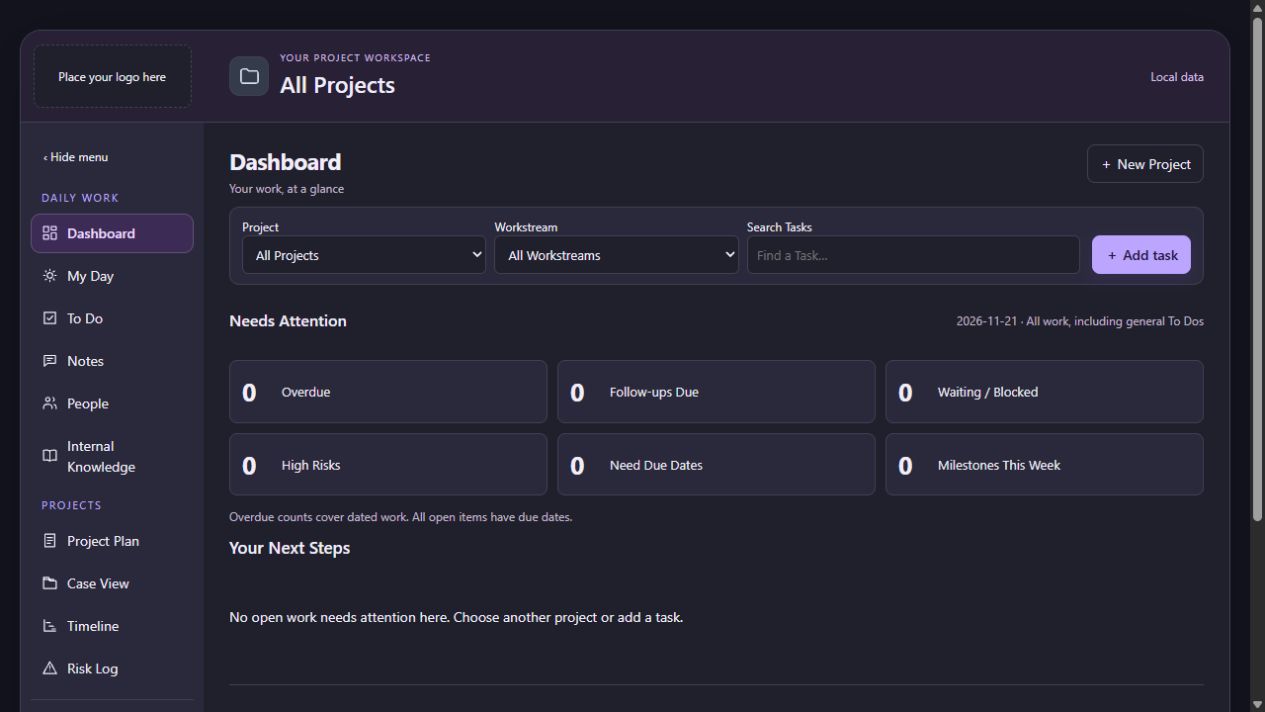 Place your logo here
YOUR PROJECT WORKSPACE
All Projects
Local data
‹ Hide menu
DAILY WORK
Dashboard
My Day
To Do
Notes
People
Internal
Knowledge
PROJECTS
Project Plan
Case View
Timeline
Risk Log
Dashboard
Your work, at a glance
+ New Project
Project
All Projects
Workstream
All Workstreams
Search Tasks
Find a Task...
+ Add task
Needs Attention
2026-11-21 · All work, including general To Dos
0 Overdue
0 Follow-ups Due
0 Waiting / Blocked
0 High Risks
0 Need Due Dates
0 Milestones This Week
Overdue counts cover dated work. All open items have due dates.
Your Next Steps
No open work needs attention here. Choose another project or add a task.